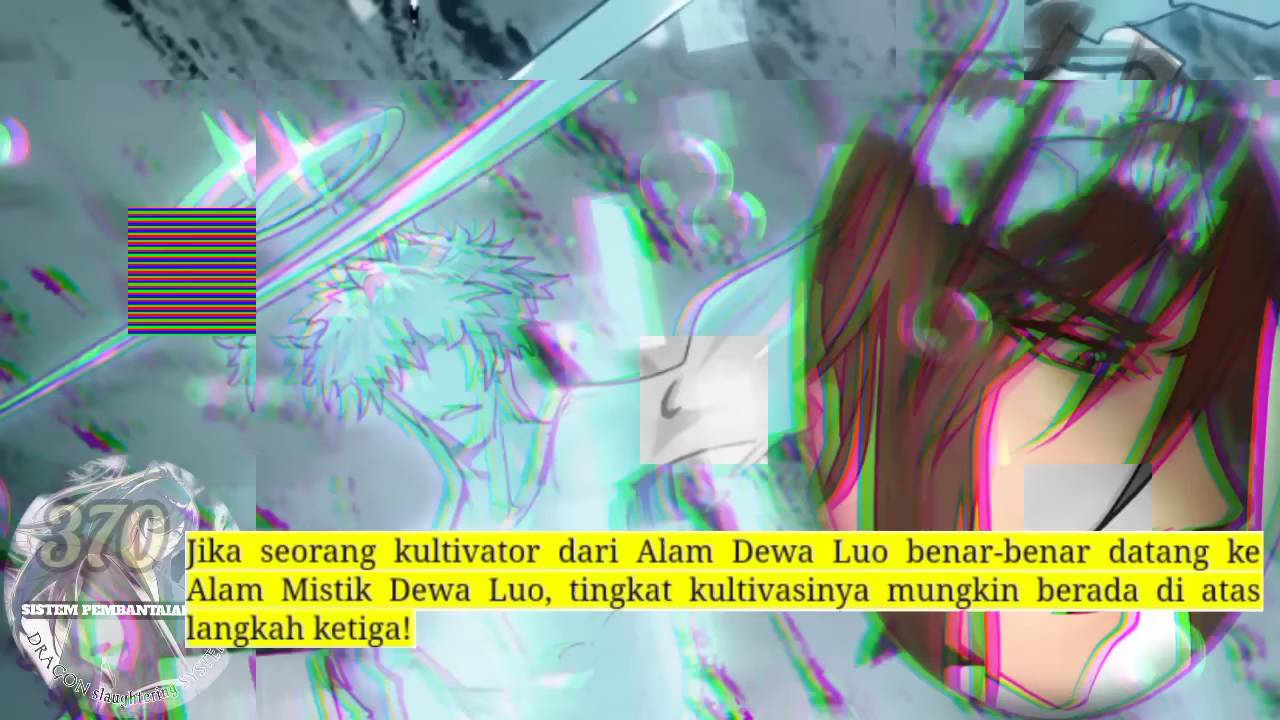 370
SISTEM PEMBANTAIAN
DRAGON slaughtering SYSTEM
Jika seorang kultivator dari Alam Dewa Luo benar-benar datang ke
Alam Mistik Dewa Luo, tingkat kultivasinya mungkin berada di atas
langkah ketiga!